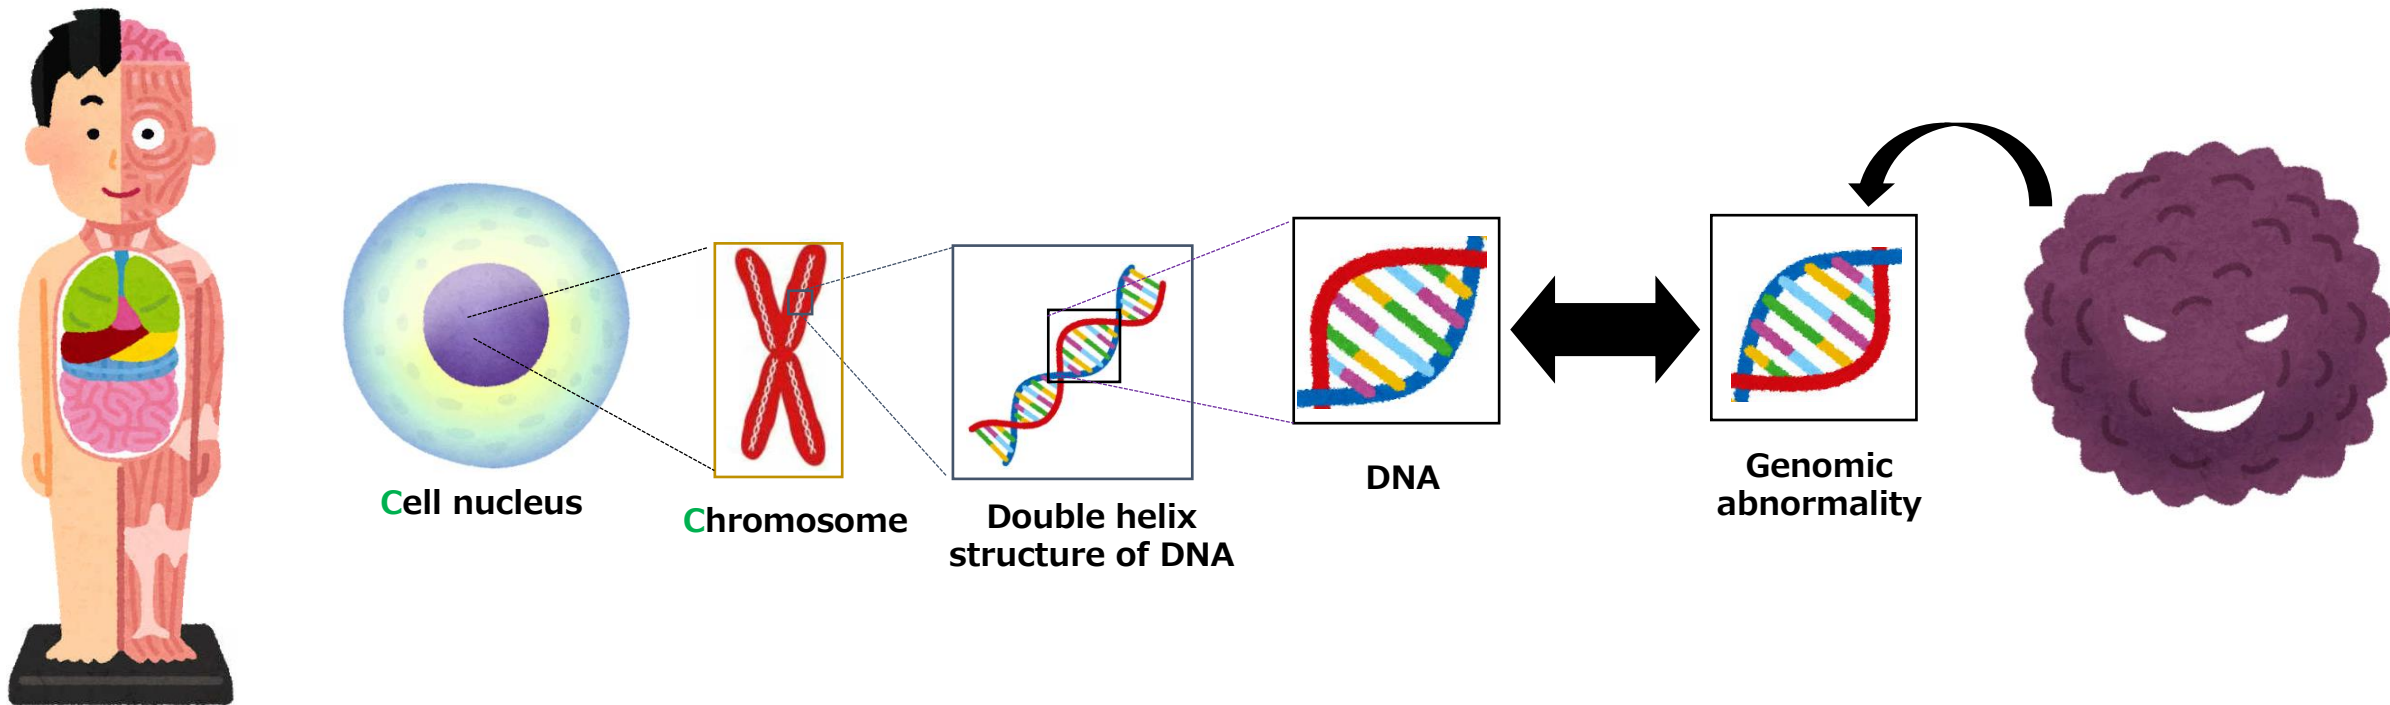 Cell nucleus
Chromosome
Double helix
structure of DNA
DNA
Genomic
abnormality